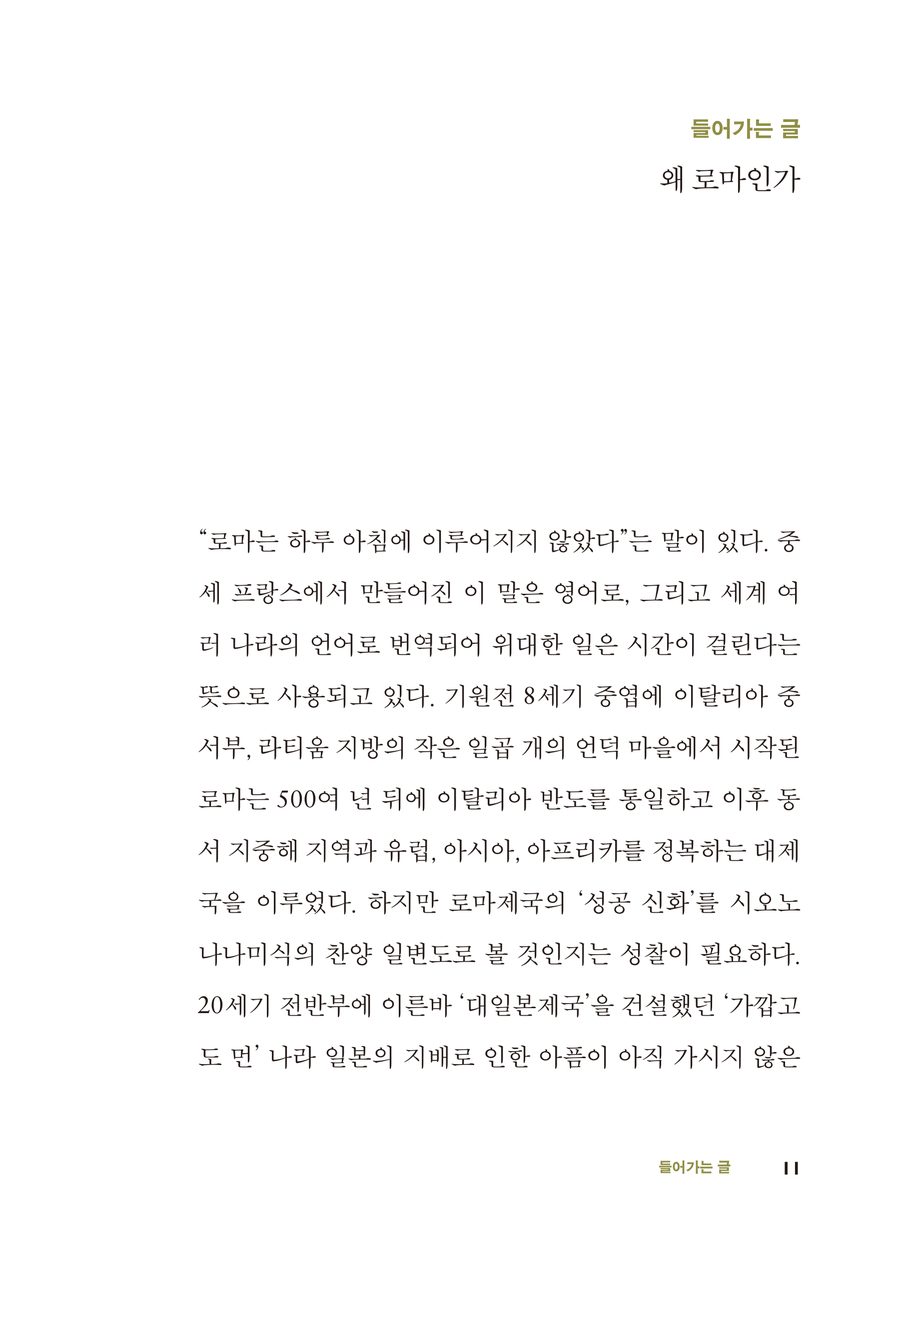 들어가는 글
왜 로마인가
“로마는 하루 아침에 이루어지지 않았다”는 말이 있다. 중
세 프랑스에서 만들어진 이 말은 영어로, 그리고 세계 여
러 나라의 언어로 번역되어 위대한 일은 시간이 걸린다는
뜻으로 사용되고 있다. 기원전 8세기 중엽에 이탈리아 중
서부, 라티움 지방의 작은 일곱 개의 언덕 마을에서 시작된
로마는 500여 년 뒤에 이탈리아 반도를 통일하고 이후 동
서 지중해 지역과 유럽, 아시아, 아프리카를 정복하는 대제
국을 이루었다. 하지만 로마제국의 ‘성공 신화’를 시오노
나나미식의 찬양 일변도로 볼 것인지는 성찰이 필요하다.
20세기 전반부에 이른바 ‘대일본제국’을 건설했던 ‘가깝고
도 먼’ 나라 일본의 지배로 인한 아픔이 아직 가시지 않은
들어가는 글 11